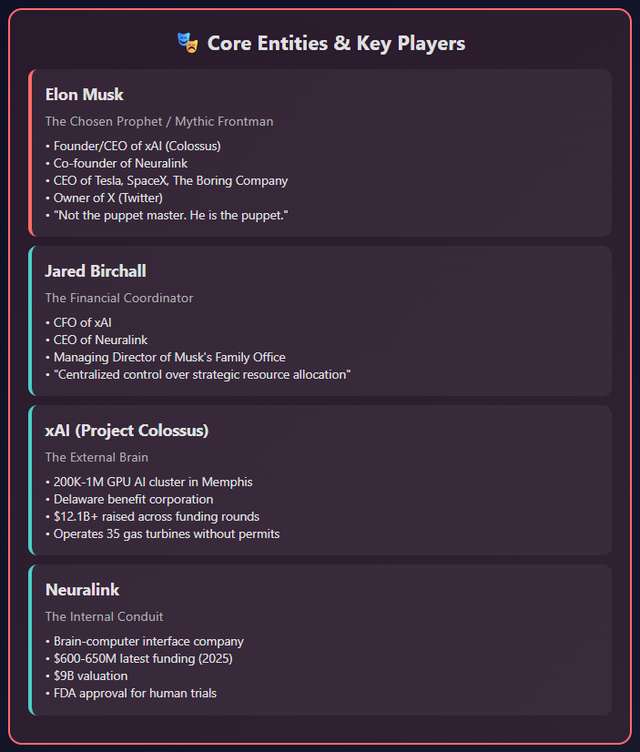 🎭 Core Entities & Key Players
Elon Musk
The Chosen Prophet / Mythic Frontman
• Founder/CEO of xAI (Colossus)
• Co-founder of Neuralink
• CEO of Tesla, SpaceX, The Boring Company
• Owner of X (Twitter)
• "Not the puppet master. He is the puppet."
Jared Birchall
The Financial Coordinator
• CFO of xAI
• CEO of Neuralink
• Managing Director of Musk's Family Office
• "Centralized control over strategic resource allocation"
xAI (Project Colossus)
The External Brain
• 200K-1M GPU AI cluster in Memphis
• Delaware benefit corporation
• $12.1B+ raised across funding rounds
• Operates 35 gas turbines without permits
Neuralink
The Internal Conduit
• Brain-computer interface company
• $600-650M latest funding (2025)
• $9B valuation
• FDA approval for human trials